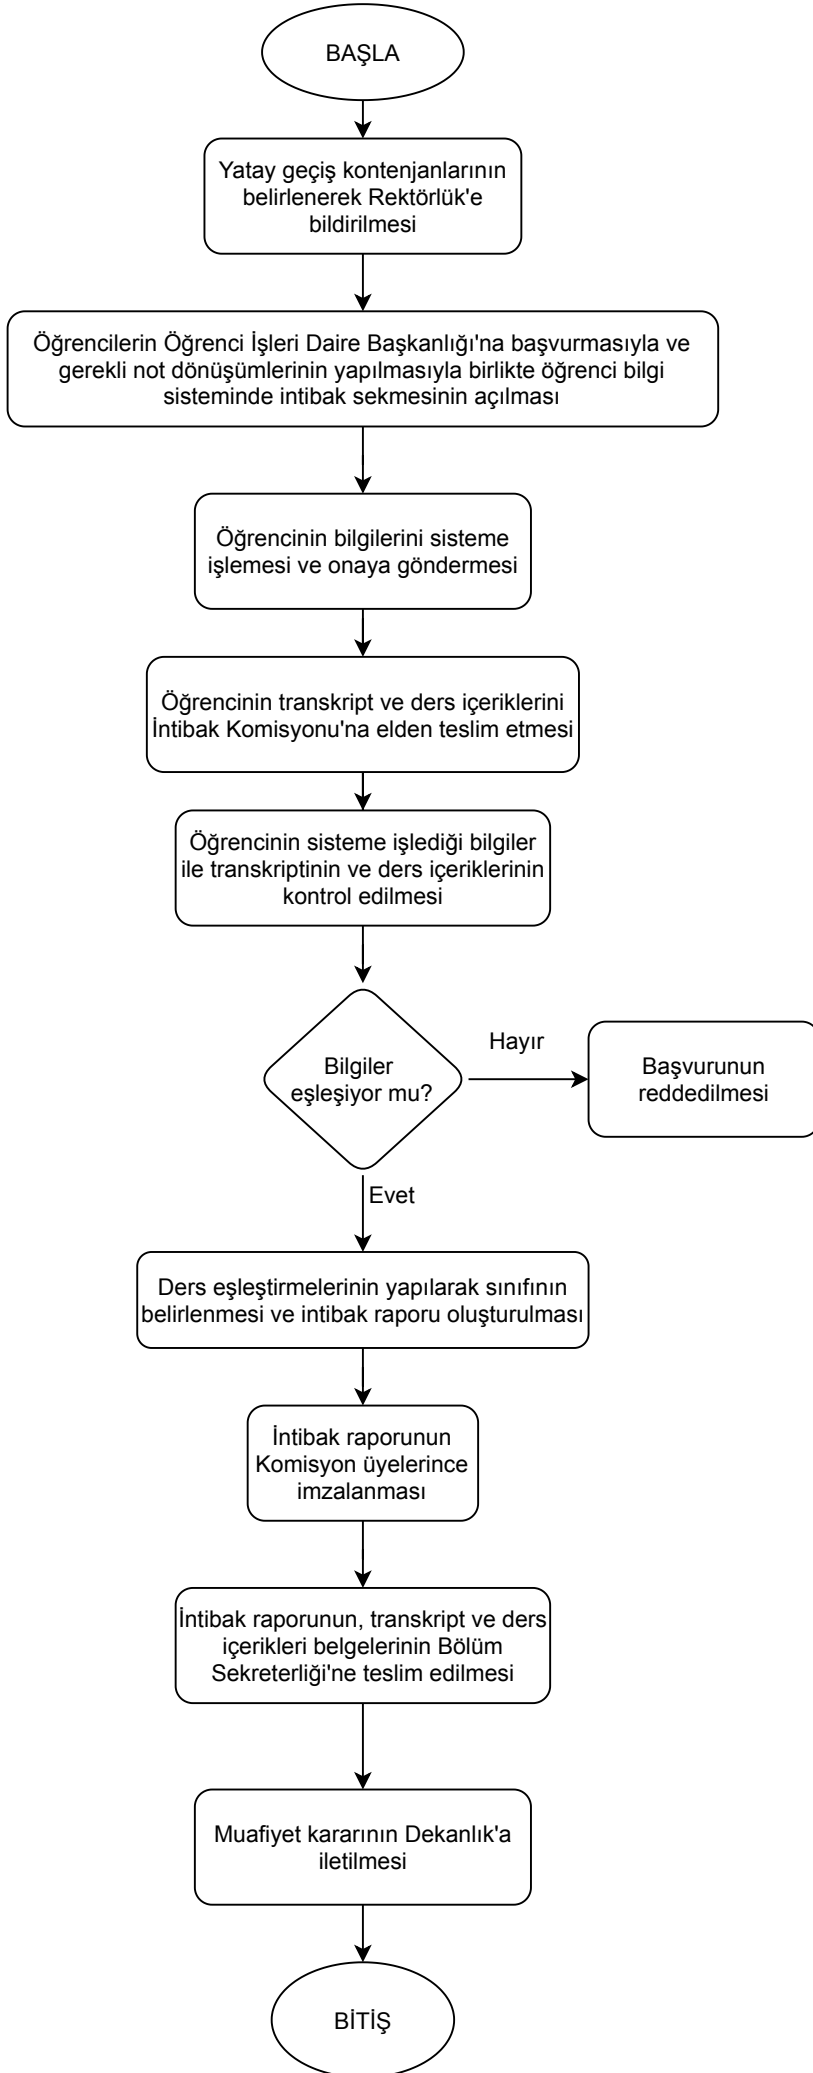 BAŞLA
Yatay geçiş kontenjanlarının
belirlenerek Rektörlük'e
bildirilmesi
Öğrencilerin Öğrenci İşleri Daire Başkanlığı'na başvurmasıyla ve
gerekli not dönüşümlerinin yapılmasıyla birlikte öğrenci bilgi
sisteminde intibak sekmesinin açılması
Öğrencinin bilgilerini sisteme
işlemesi ve onaya göndermesi
Öğrencinin transkript ve ders içeriklerini
İntibak Komisyonu'na elden teslim etmesi
Öğrencinin sisteme işlediği bilgiler
ile transkriptinin ve ders içeriklerinin
kontrol edilmesi
Bilgiler
eşleşiyor mu?
Hayır
Başvurunun
reddedilmesi
Evet
Ders eşleştirmelerinin yapılarak sınıfının
belirlenmesi ve intibak raporu oluşturulması
İntibak raporunun
Komisyon üyelerince
imzalanması
İntibak raporunun, transkript ve ders
içerikleri belgelerinin Bölüm
Sekreterliği'ne teslim edilmesi
Muafiyet kararının Dekanlık'a
iletilmesi
BİTİŞ